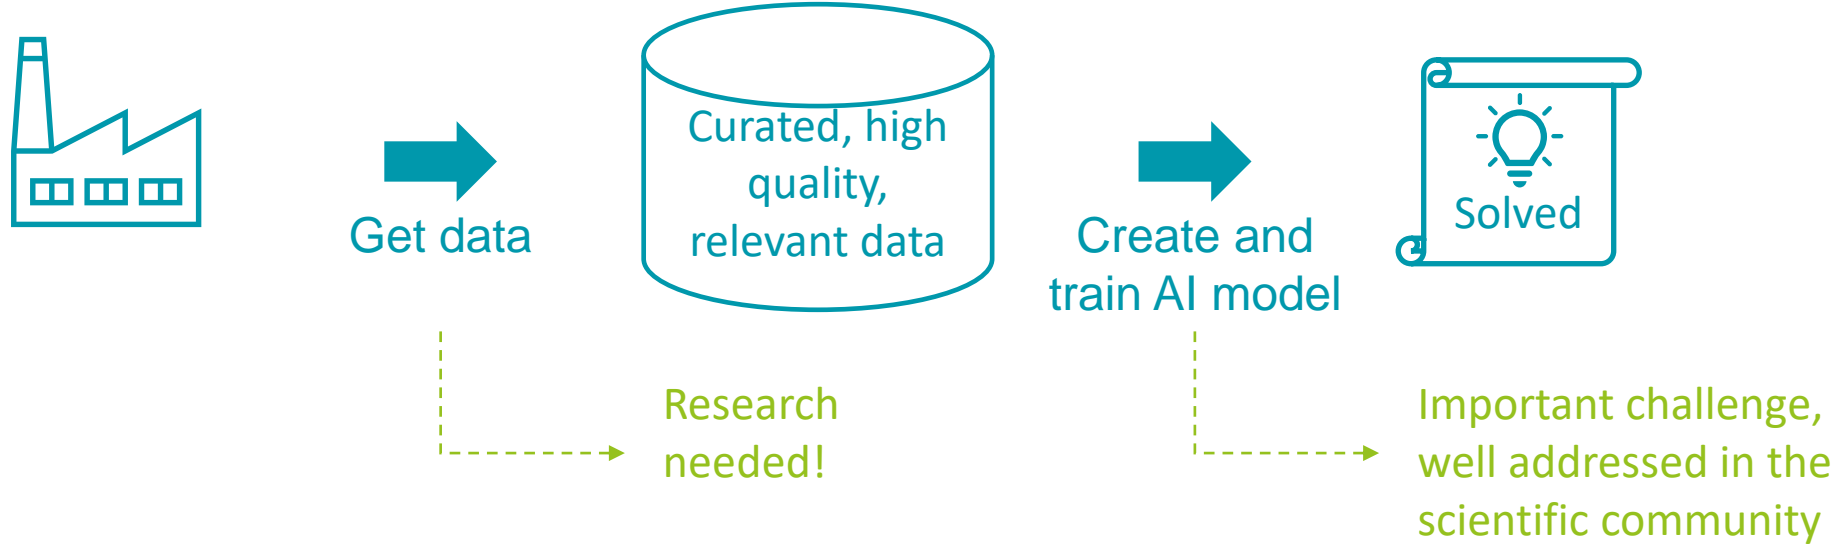 Curated, high
quality,
relevant data
Get data
Create and
train AI model
Solved
Research
needed!
Important challenge,
well addressed in the
scientific community